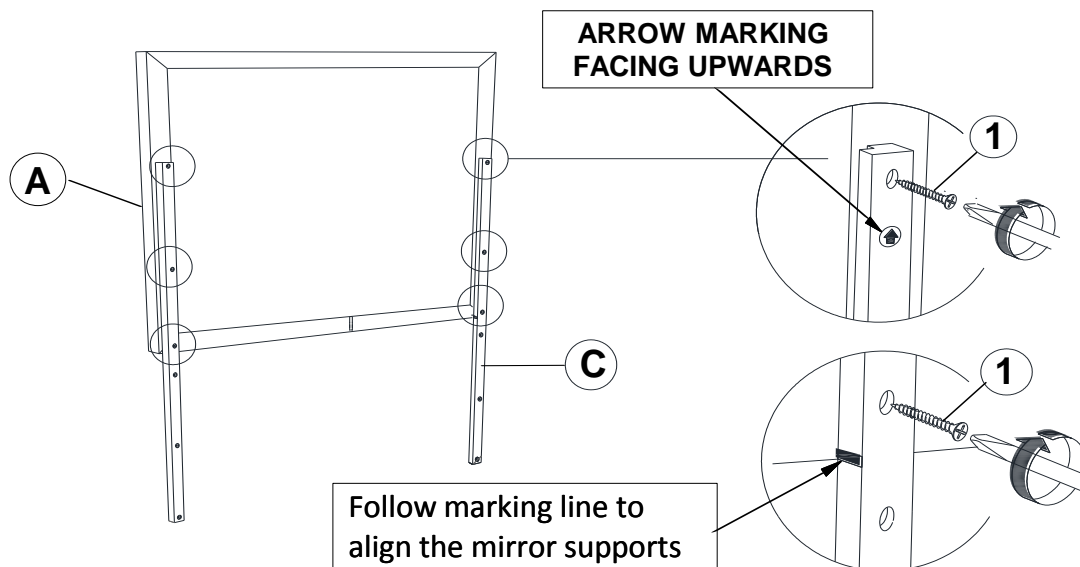 ARROW MARKING
FACING UPWARDS
1
A
C
1
Follow marking line to
align the mirror supports